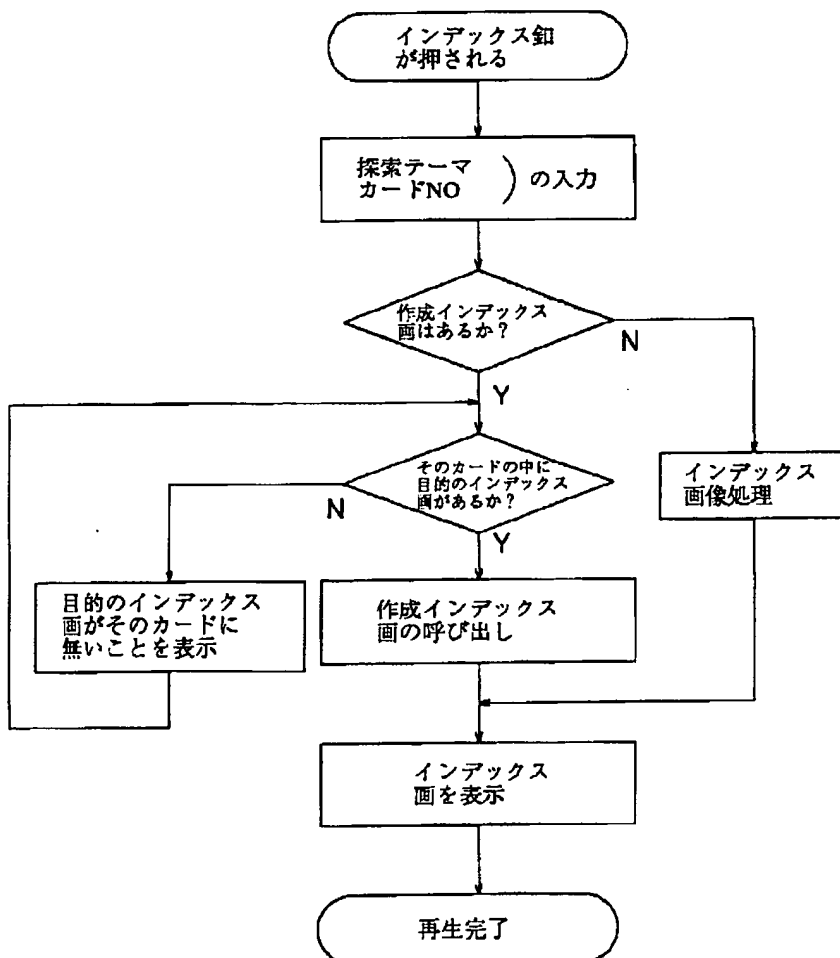 インデックス釦
が押される
探索テーマ
カードNO
)の入力
作成インデックス
画はあるか?
N
Y
そのカードの中に
目的のインデックス
画があるか?
N
Y
インデックス
画像処理
目的のインデックス
画がそのカードに
無いことを表示
作成インデックス
画の呼び出し
インデックス
画を表示
再生完了